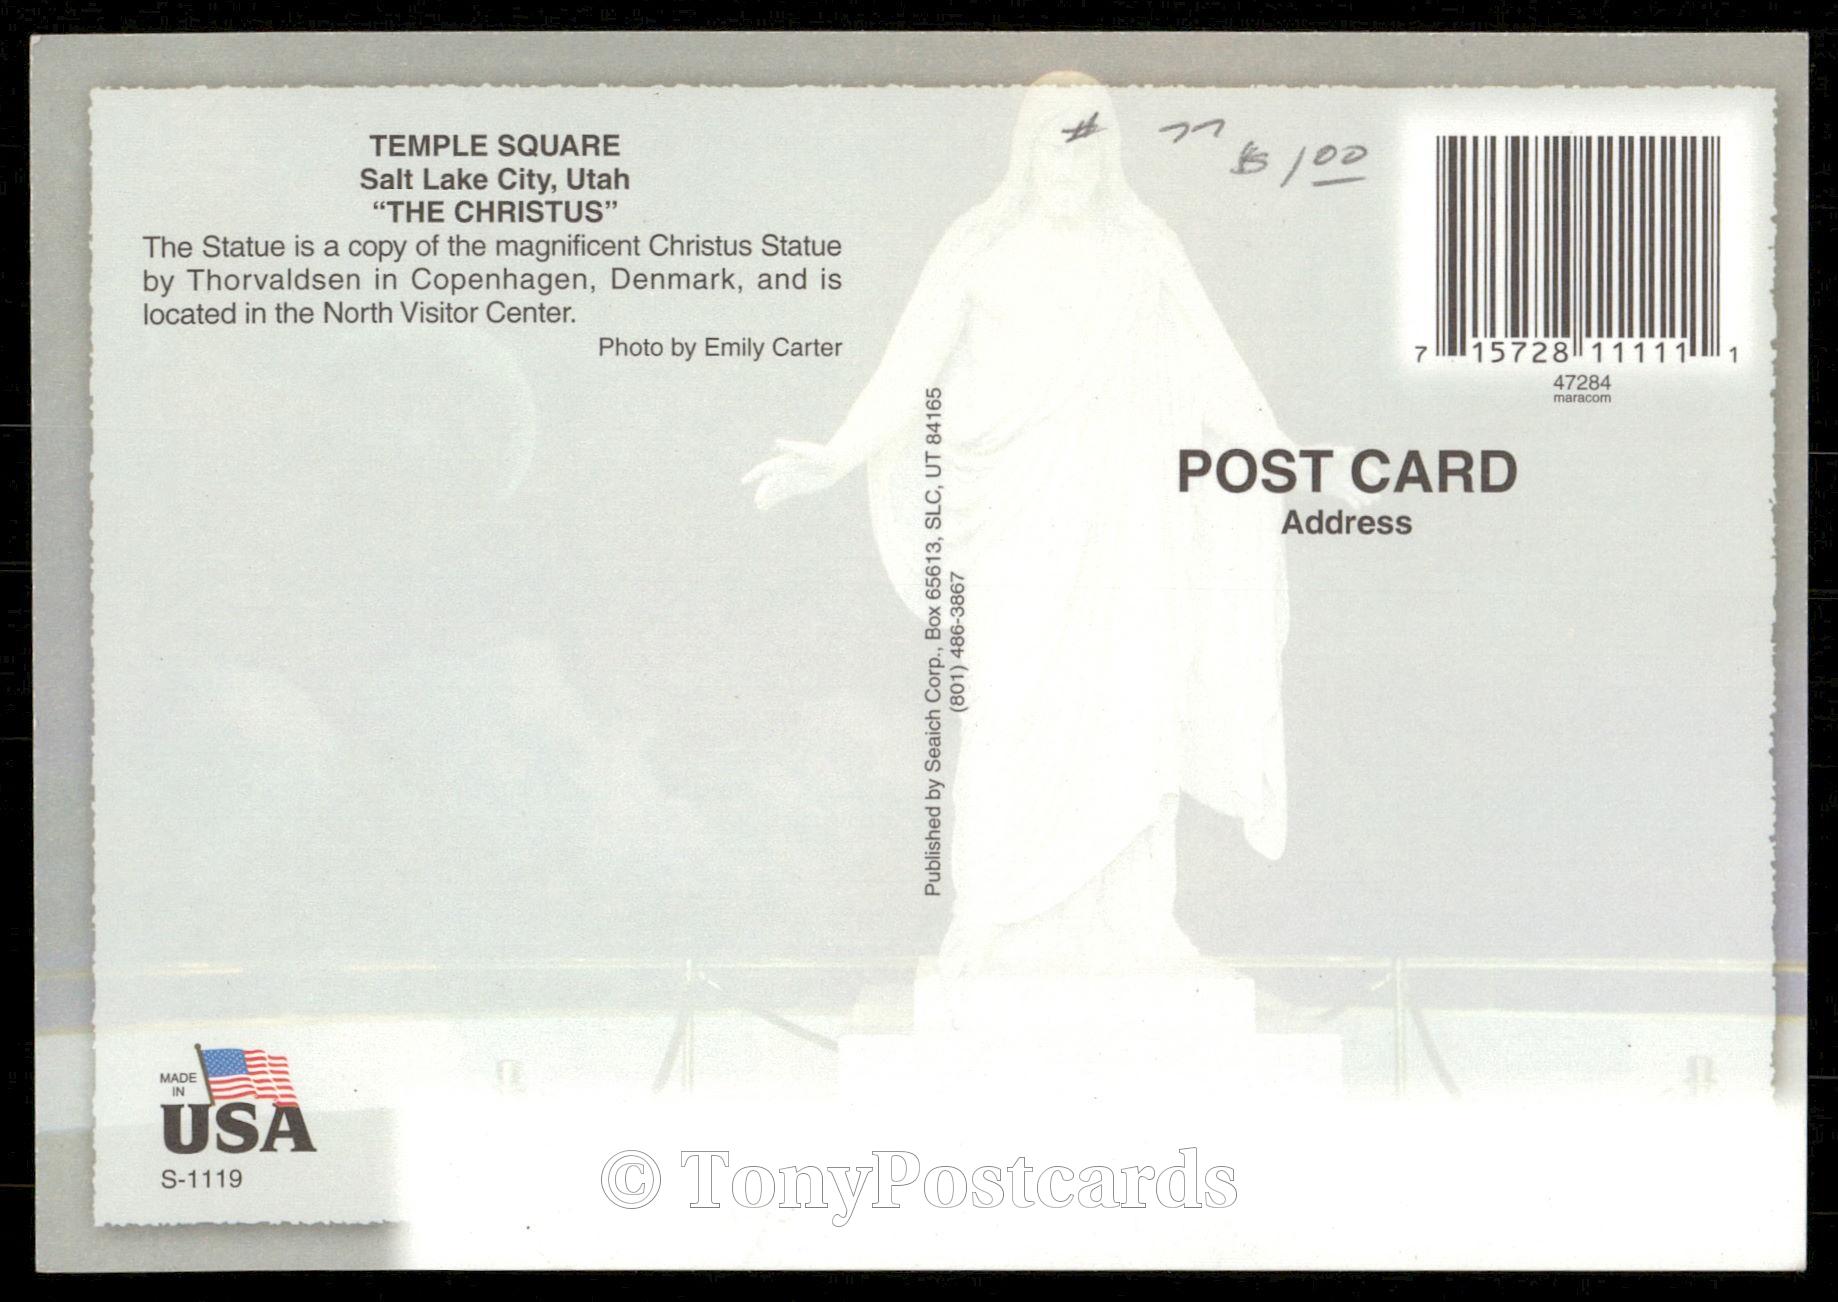 TEMPLE SQUARE
Salt Lake City, Utah
“THE CHRISTUS”
The Statue is a copy of the magnificent Christus Statue
by Thorvaldsen in Copenhagen, Denmark, and is
located in the North Visitor Center.
Photo by Emily Carter
# 77
$1.00
7 15728 11111 1
47284
maracom
POST CARD
Address
Published by Seaich Corp., Box 65613, SLC, UT 84165
(801) 486-3867
MADE
IN
USA
S-1119
© TonyPostcards